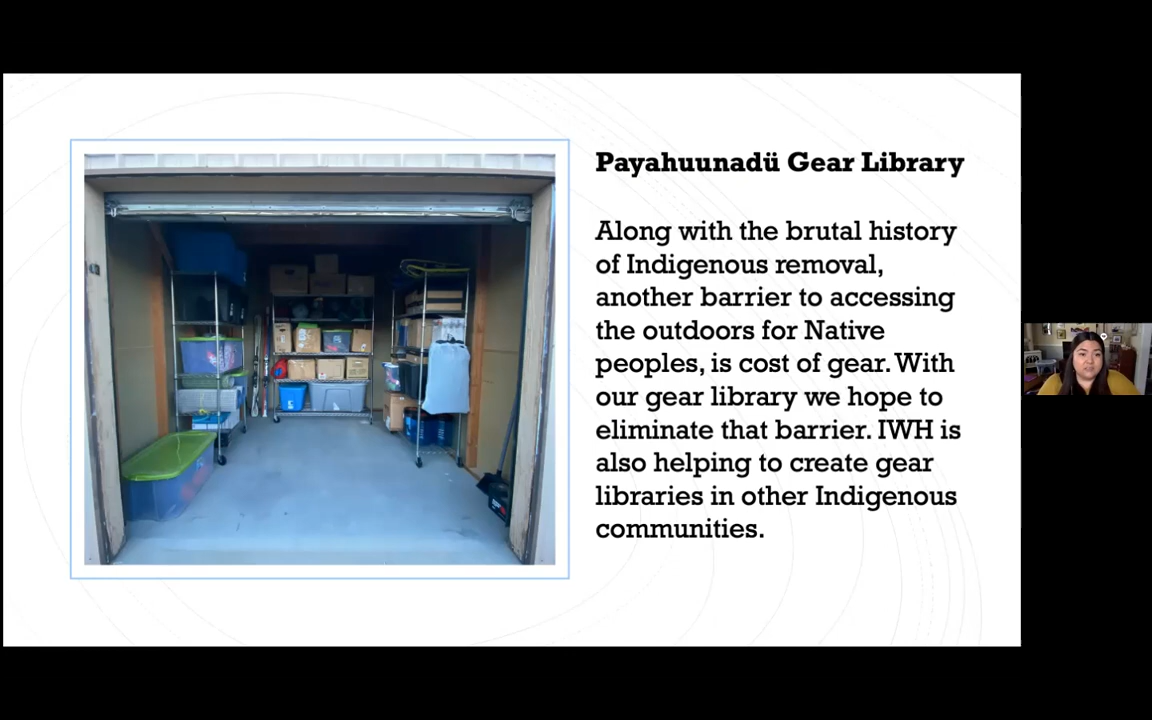 Payahuunadü Gear Library
Along with the brutal history
of Indigenous removal,
another barrier to accessing
the outdoors for Native
peoples, is cost of gear. With
our gear library we hope to
eliminate that barrier. IWH is
also helping to create gear
libraries in other Indigenous
communities.